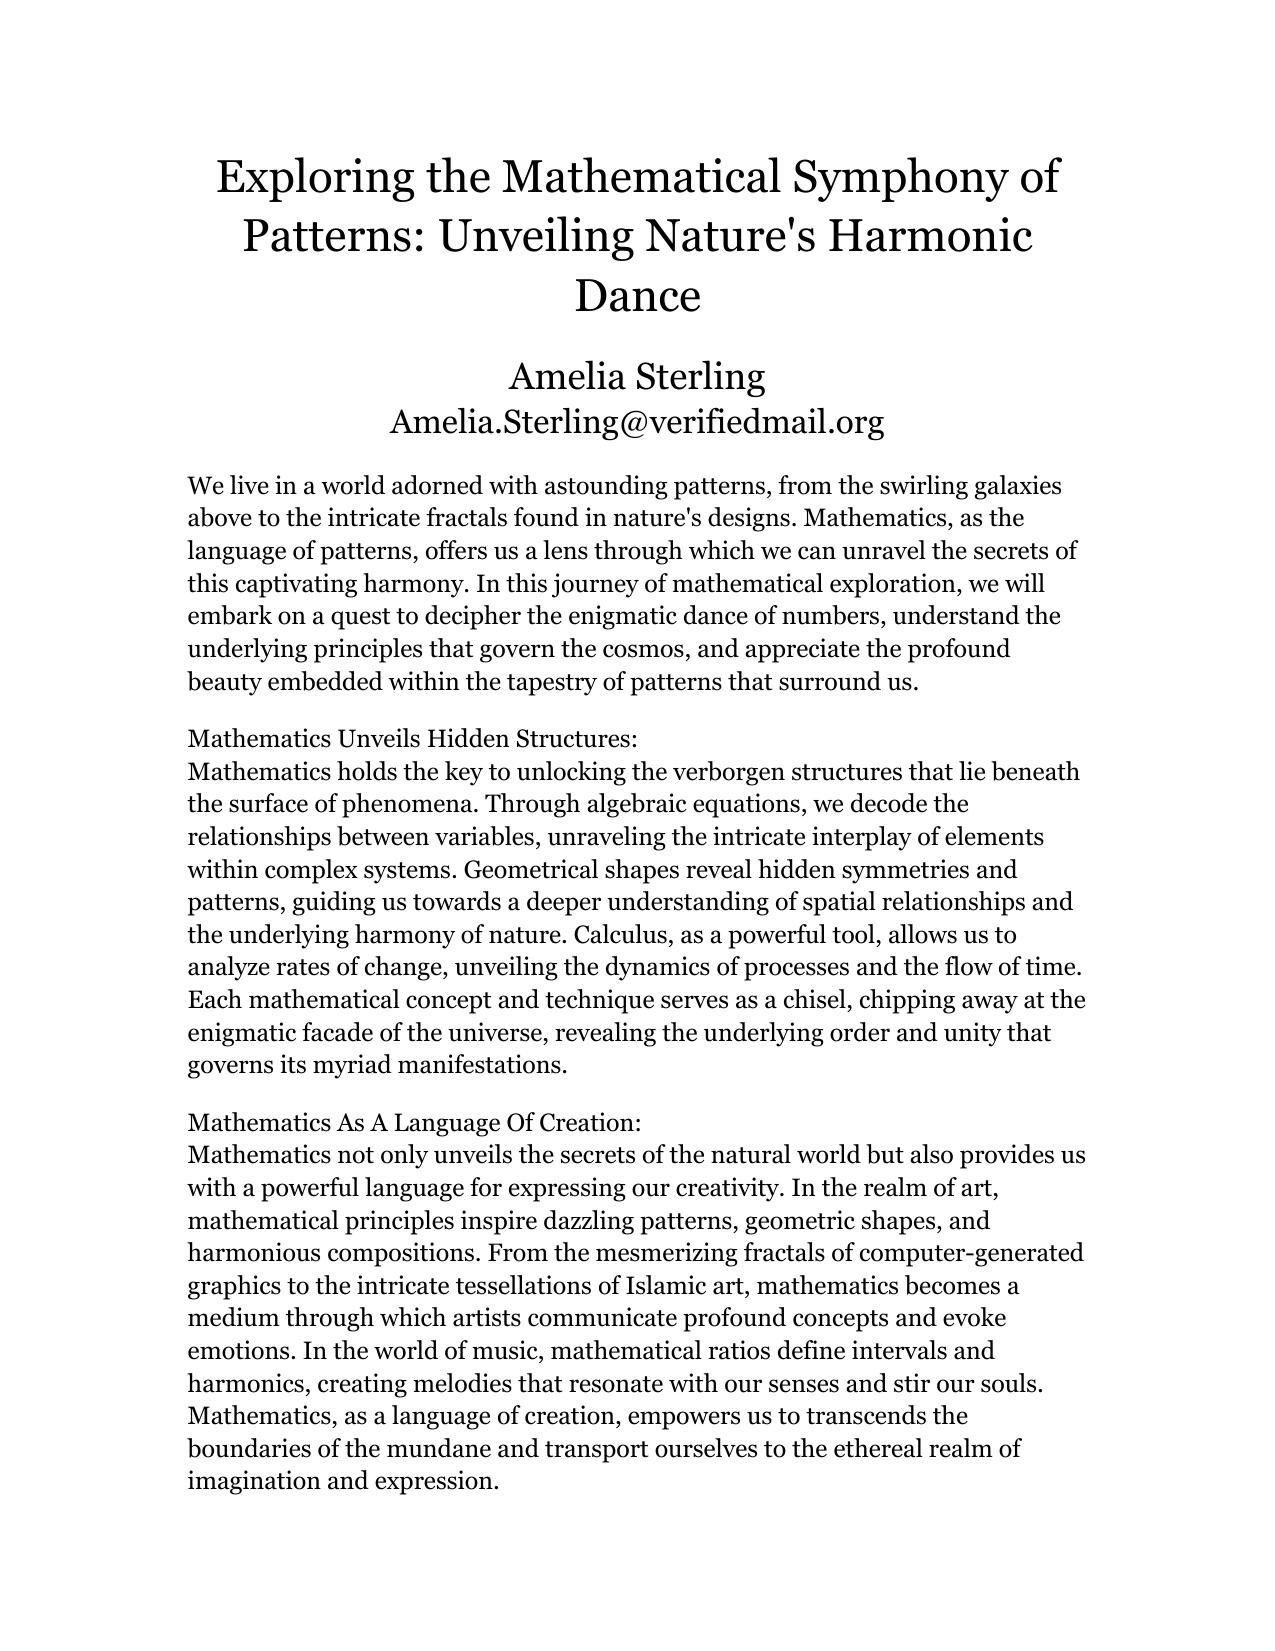 Exploring the Mathematical Symphony of
Patterns: Unveiling Nature's Harmonic
Dance
Amelia Sterling
Amelia.Sterling@verifiedmail.org
We live in a world adorned with astounding patterns, from the swirling galaxies
above to the intricate fractals found in nature's designs. Mathematics, as the
language of patterns, offers us a lens through which we can unravel the secrets of
this captivating harmony. In this journey of mathematical exploration, we will
embark on a quest to decipher the enigmatic dance of numbers, understand the
underlying principles that govern the cosmos, and appreciate the profound
beauty embedded within the tapestry of patterns that surround us.
Mathematics Unveils Hidden Structures:
Mathematics holds the key to unlocking the verborgen structures that lie beneath
the surface of phenomena. Through algebraic equations, we decode the
relationships between variables, unraveling the intricate interplay of elements
within complex systems. Geometrical shapes reveal hidden symmetries and
patterns, guiding us towards a deeper understanding of spatial relationships and
the underlying harmony of nature. Calculus, as a powerful tool, allows us to
analyze rates of change, unveiling the dynamics of processes and the flow of time.
Each mathematical concept and technique serves as a chisel, chipping away at the
enigmatic facade of the universe, revealing the underlying order and unity that
governs its myriad manifestations.
Mathematics As A Language Of Creation:
Mathematics not only unveils the secrets of the natural world but also provides us
with a powerful language for expressing our creativity. In the realm of art,
mathematical principles inspire dazzling patterns, geometric shapes, and
harmonious compositions. From the mesmerizing fractals of computer-generated
graphics to the intricate tessellations of Islamic art, mathematics becomes a
medium through which artists communicate profound concepts and evoke
emotions. In the world of music, mathematical ratios define intervals and
harmonics, creating melodies that resonate with our senses and stir our souls.
Mathematics, as a language of creation, empowers us to transcends the
boundaries of the mundane and transport ourselves to the ethereal realm of
imagination and expression.